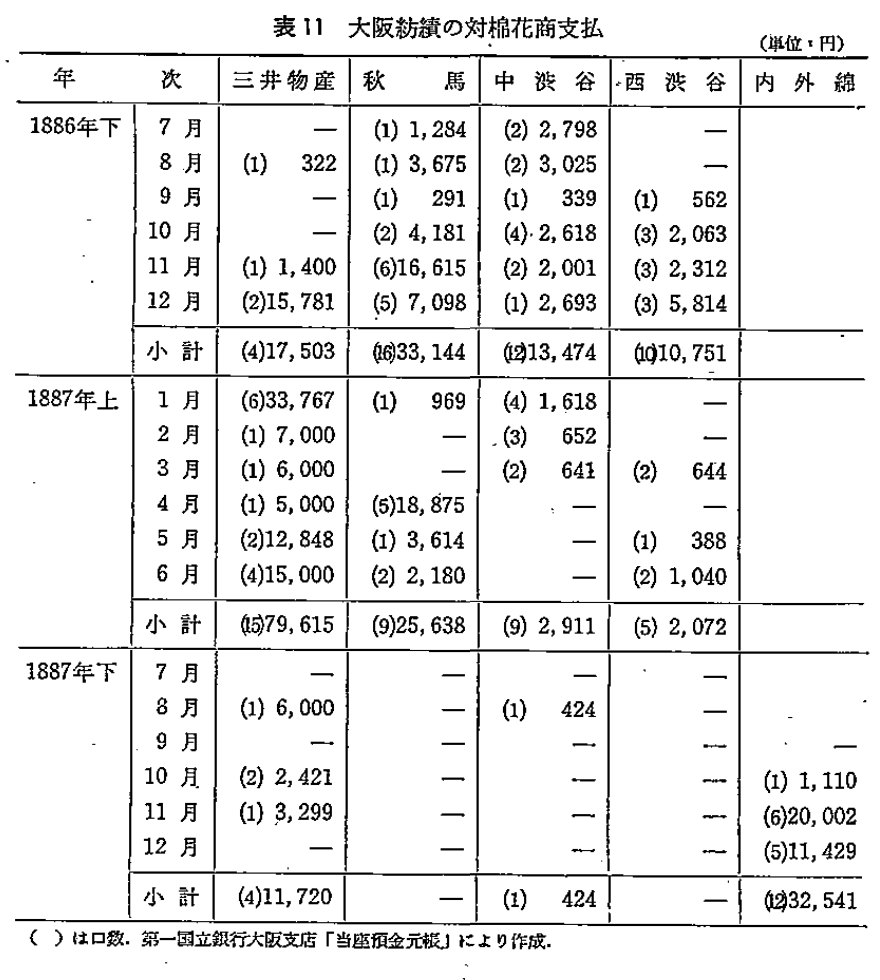 表11 大阪紡績の対棉花商支払
(単位:円)
年 次 三井物産 秋 馬 中 渋 谷 西 渋 谷 内 外 綿
1886年下 7 月 — (1) 1,284 (2) 2,798 —
8 月 (1) 322 (1) 3,675 (2) 3,025 —
9 月 — (1) 291 (1) 339 (1) 562
10 月 — (2) 4,181 (4) 2,618 (3) 2,063
11 月 (1) 1,400 (6)16,615 (2) 2,001 (3) 2,312
12 月 (2)15,781 (5) 7,098 (1) 2,693 (3) 5,814
小 計 (4)17,503 (16)33,144 (12)13,474 (10)10,751
1887年上 1 月 (6)33,767 (1) 969 (4) 1,618 —
2 月 (1) 7,000 — (3) 652 —
3 月 (1) 6,000 — (2) 641 (2) 644
4 月 (1) 5,000 (5)18,875 — —
5 月 (2)12,848 (1) 3,614 — (1) 388
6 月 (4)15,000 (2) 2,180 — (2) 1,040
小 計 (15)79,615 (9)25,638 (9) 2,911 (5) 2,072
1887年下 7 月 — — — —
8 月 (1) 6,000 — (1) 424 —
9 月 — — — — —
10 月 (2) 2,421 — — — (1) 1,110
11 月 (1) 3,299 — — — (6)20,002
12 月 — — — — (5)11,429
小 計 (4)11,720 — (1) 424 — (12)32,541
( )は口数. 第一国立銀行大阪支店「当座預金元帳」により作成.